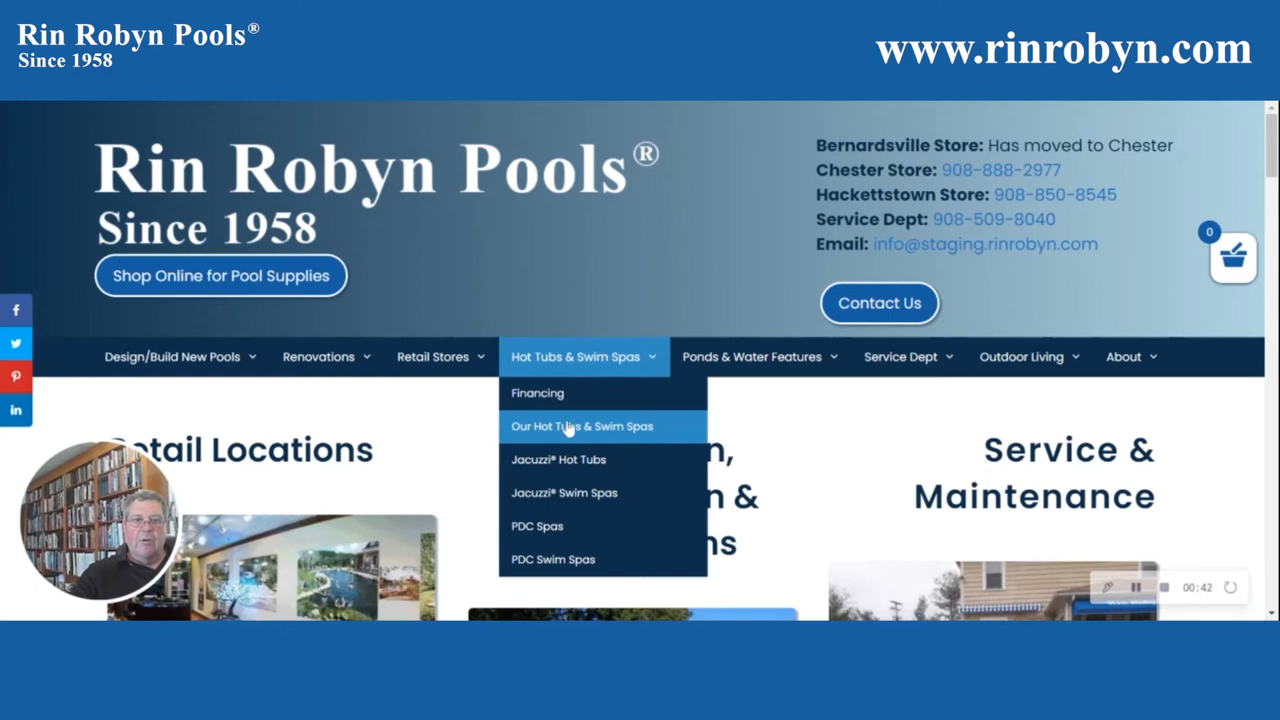 Rin Robyn Pools®
Since 1958
www.rinrobyn.com
Rin Robyn Pools®
Since 1958
Shop Online for Pool Supplies
Bernardsville Store: Has moved to Chester
Chester Store: 908-888-2977
Hackettstown Store: 908-850-8545
Service Dept: 908-509-8040
Email: info@staging.rinrobyn.com
0
Contact Us
Design/Build New Pools
Renovations
Retail Stores
Hot Tubs & Swim Spas
Ponds & Water Features
Service Dept
Outdoor Living
About
Financing
Our Hot Tubs & Swim Spas
Jacuzzi® Hot Tubs
Jacuzzi® Swim Spas
PDC Spas
PDC Swim Spas
Locations
&
Service &
Maintenance
00:42